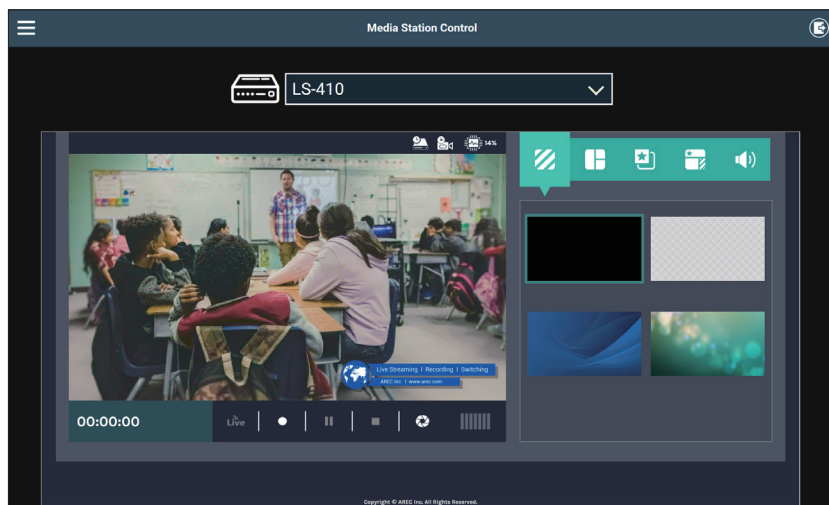 Media Station Control
LS-410
14%
Live Streaming I Recording I Switching
AREC Inc. I www.arec.com
00:00:00
Live
Copyright © AREC Inc. All Rights Reserved.